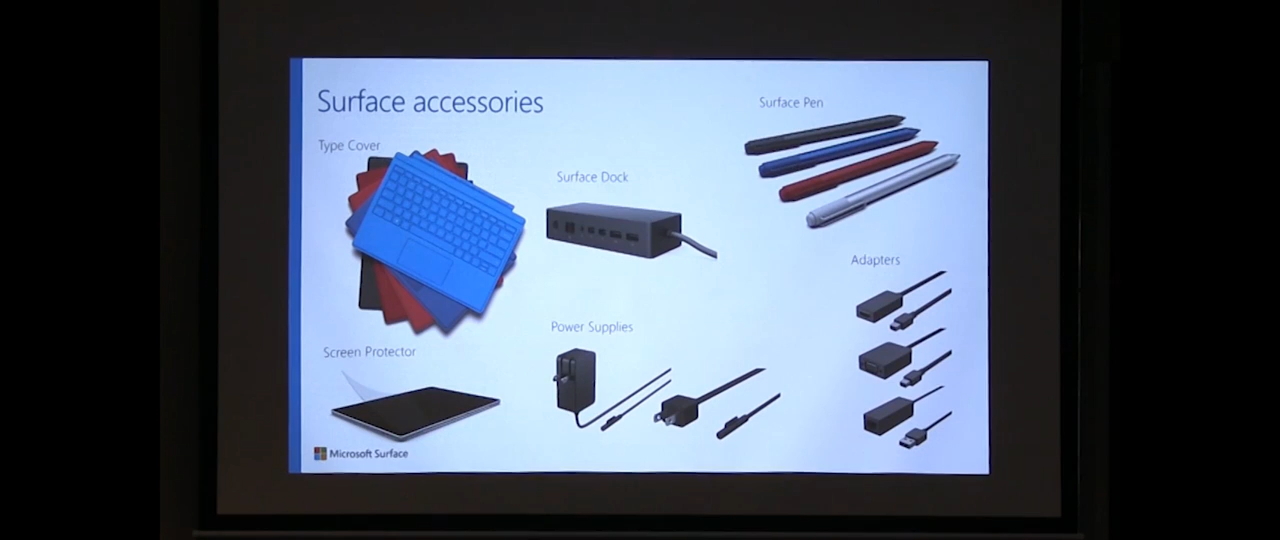 Surface accessories
Surface Pen
Type Cover
Surface Dock
Adapters
Power Supplies
Screen Protector
Microsoft Surface